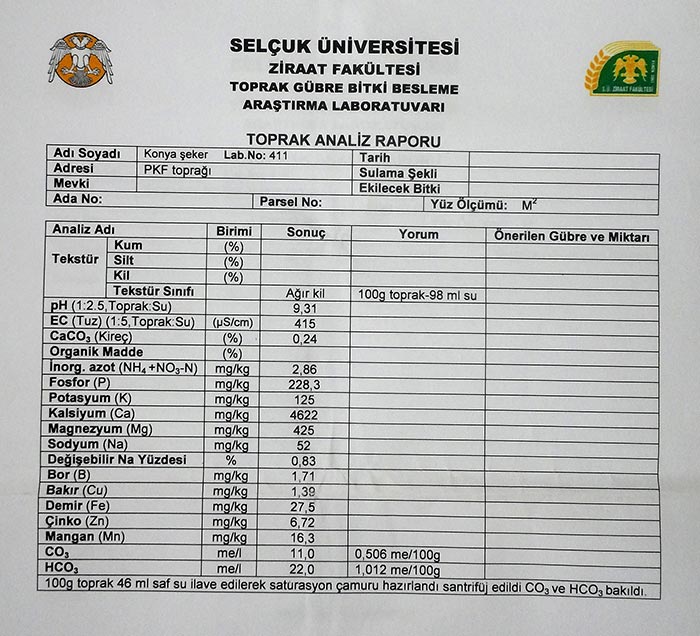 SELÇUK ÜNİVERSİTESİ
ZİRAAT FAKÜLTESİ
TOPRAK GÜBRE BİTKİ BESLEME
ARAŞTIRMA LABORATUVARI
S.Ü. ZİRAAT FAKÜLTESİ
TOPRAK ANALİZ RAPORU
Adı Soyadı Konya şeker Lab.No: 411 Tarih
Adresi PKF toprağı Sulama Şekli
Mevki Ekilecek Bitki
Ada No: Parsel No: Yüz Ölçümü: M²
Analiz Adı Birimi Sonuç Yorum Önerilen Gübre ve Miktarı
Tekstür Kum (%)
Silt (%)
Kil (%)
Tekstür Sınıfı Ağır kil 100g toprak-98 ml su
pH (1:2.5,Toprak:Su) 9,31
EC (Tuz) (1:5,Toprak:Su) (µS/cm) 415
CaCO₃ (Kireç) (%) 0,24
Organik Madde (%)
İnorg. azot (NH₄ +NO₃-N) mg/kg 2,86
Fosfor (P) mg/kg 228,3
Potasyum (K) mg/kg 125
Kalsiyum (Ca) mg/kg 4622
Magnezyum (Mg) mg/kg 425
Sodyum (Na) mg/kg 52
Değişebilir Na Yüzdesi % 0,83
Bor (B) mg/kg 1,71
Bakır (Cu) mg/kg 1,39
Demir (Fe) mg/kg 27,5
Çinko (Zn) mg/kg 6,72
Mangan (Mn) mg/kg 16,3
CO₃ me/l 11,0 0,506 me/100g
HCO₃ me/l 22,0 1,012 me/100g
100g toprak 46 ml saf su ilave edilerek saturasyon çamuru hazırlandı santrifüj edildi CO₃ ve HCO₃ bakıldı.